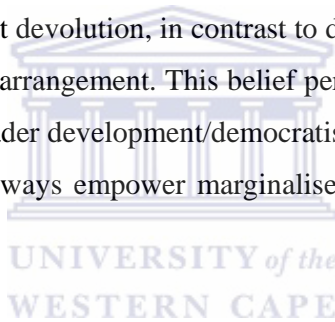 t devolution, in contrast to d
arrangement. This belief per
der development/democratis
ways empower marginalise
UNIVERSITY of the
WESTERN CAPE